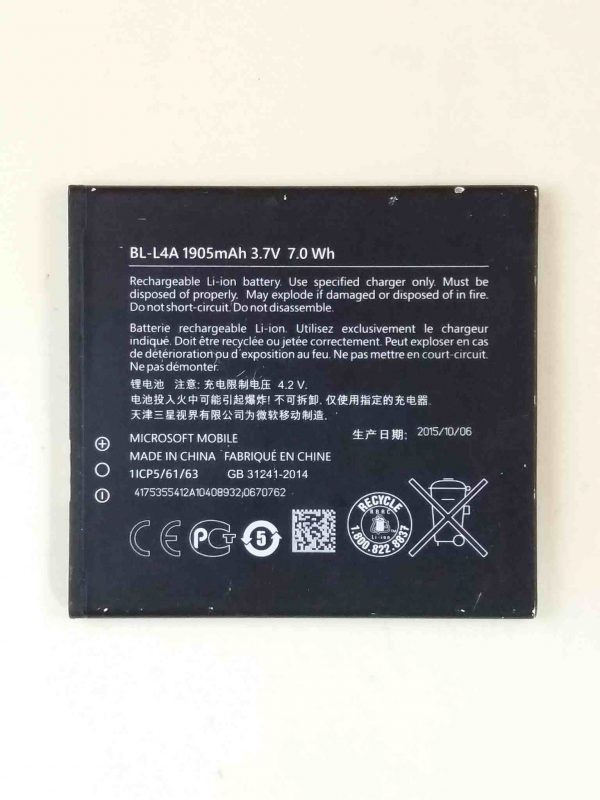 BL-L4A 1905mAh 3.7V 7.0 Wh
Rechargeable Li-ion battery. Use specified charger only. Must be
disposed of properly. May explode if damaged or disposed of in fire.
Do not short-circuit. Do not disassemble.
Batterie rechargeable Li-ion. Utilisez exclusivement le chargeur
indiqué. Doit être recyclée ou jetée correctement. Peut exploser en cas
de détérioration ou d'exposition au feu. Ne pas mettre en court-circuit.
Ne pas démonter.
锂电池 注意: 充电限制电压 4.2 V.
电池投入火中可能引起爆炸! 不可拆卸. 仅使用指定的充电器.
天津三星视界有限公司为微软移动制造.
MICROSOFT MOBILE
生产日期: 2015/10/06
MADE IN CHINA FABRIQUÉ EN CHINE
1ICP5/61/63 GB 31241-2014
4175355412A10408932;0670762
CE PCT 5
RECYCLE
RBRC
Li-ion
1.800.822.8837